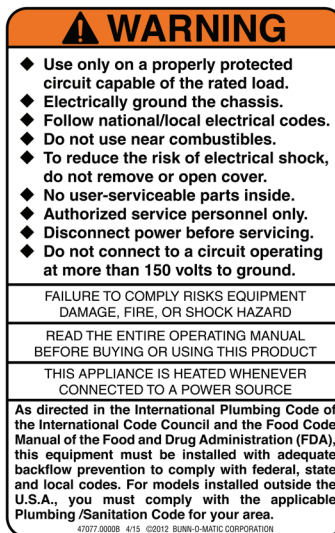 WARNING
◆ Use only on a properly protected
circuit capable of the rated load.
◆ Electrically ground the chassis.
◆ Follow national/local electrical codes.
◆ Do not use near combustibles.
◆ To reduce the risk of electrical shock,
do not remove or open cover.
◆ No user-serviceable parts inside.
◆ Authorized service personnel only.
◆ Disconnect power before servicing.
◆ Do not connect to a circuit operating
at more than 150 volts to ground.
FAILURE TO COMPLY RISKS EQUIPMENT
DAMAGE, FIRE, OR SHOCK HAZARD
READ THE ENTIRE OPERATING MANUAL
BEFORE BUYING OR USING THIS PRODUCT
THIS APPLIANCE IS HEATED WHENEVER
CONNECTED TO A POWER SOURCE
As directed in the International Plumbing Code of
the International Code Council and the Food Code
Manual of the Food and Drug Administration (FDA),
this equipment must be installed with adequate
backflow prevention to comply with federal, state
and local codes. For models installed outside the
U.S.A., you must comply with the applicable
Plumbing /Sanitation Code for your area.
47077.0000B 4/15 ©2012 BUNN-O-MATIC CORPORATION